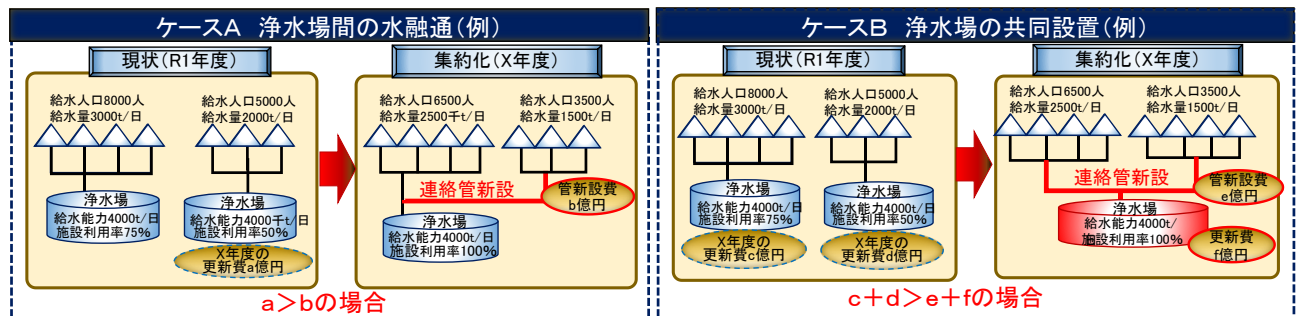 ケースA 浄水場間の水融通(例)
現状(R1年度)
給水人口8000人
給水量3000t/日
給水人口5000人
給水量2000t/日
浄水場
給水能力4000t/日
施設利用率75%
浄水場
給水能力4000千t/日
施設利用率50%
X年度の
更新費a億円
集約化(X年度)
給水人口6500人
給水量2500千t/日
給水人口3500人
給水量1500t/日
連絡管新設
管新設費
b億円
浄水場
給水能力4000t/日
施設利用率100%
a>bの場合
ケースB 浄水場の共同設置(例)
現状(R1年度)
給水人口8000人
給水量3000t/日
給水人口5000人
給水量2000t/日
浄水場
給水能力4000t/日
施設利用率75%
浄水場
給水能力4000t/日
施設利用率50%
X年度の
更新費c億円
X年度の
更新費d億円
集約化(X年度)
給水人口6500人
給水量2500t/日
給水人口3500人
給水量1500t/日
連絡管新設
管新設費
e億円
浄水場
給水能力4000t/
施設利用率100%
更新費
f億円
c+d>e+fの場合